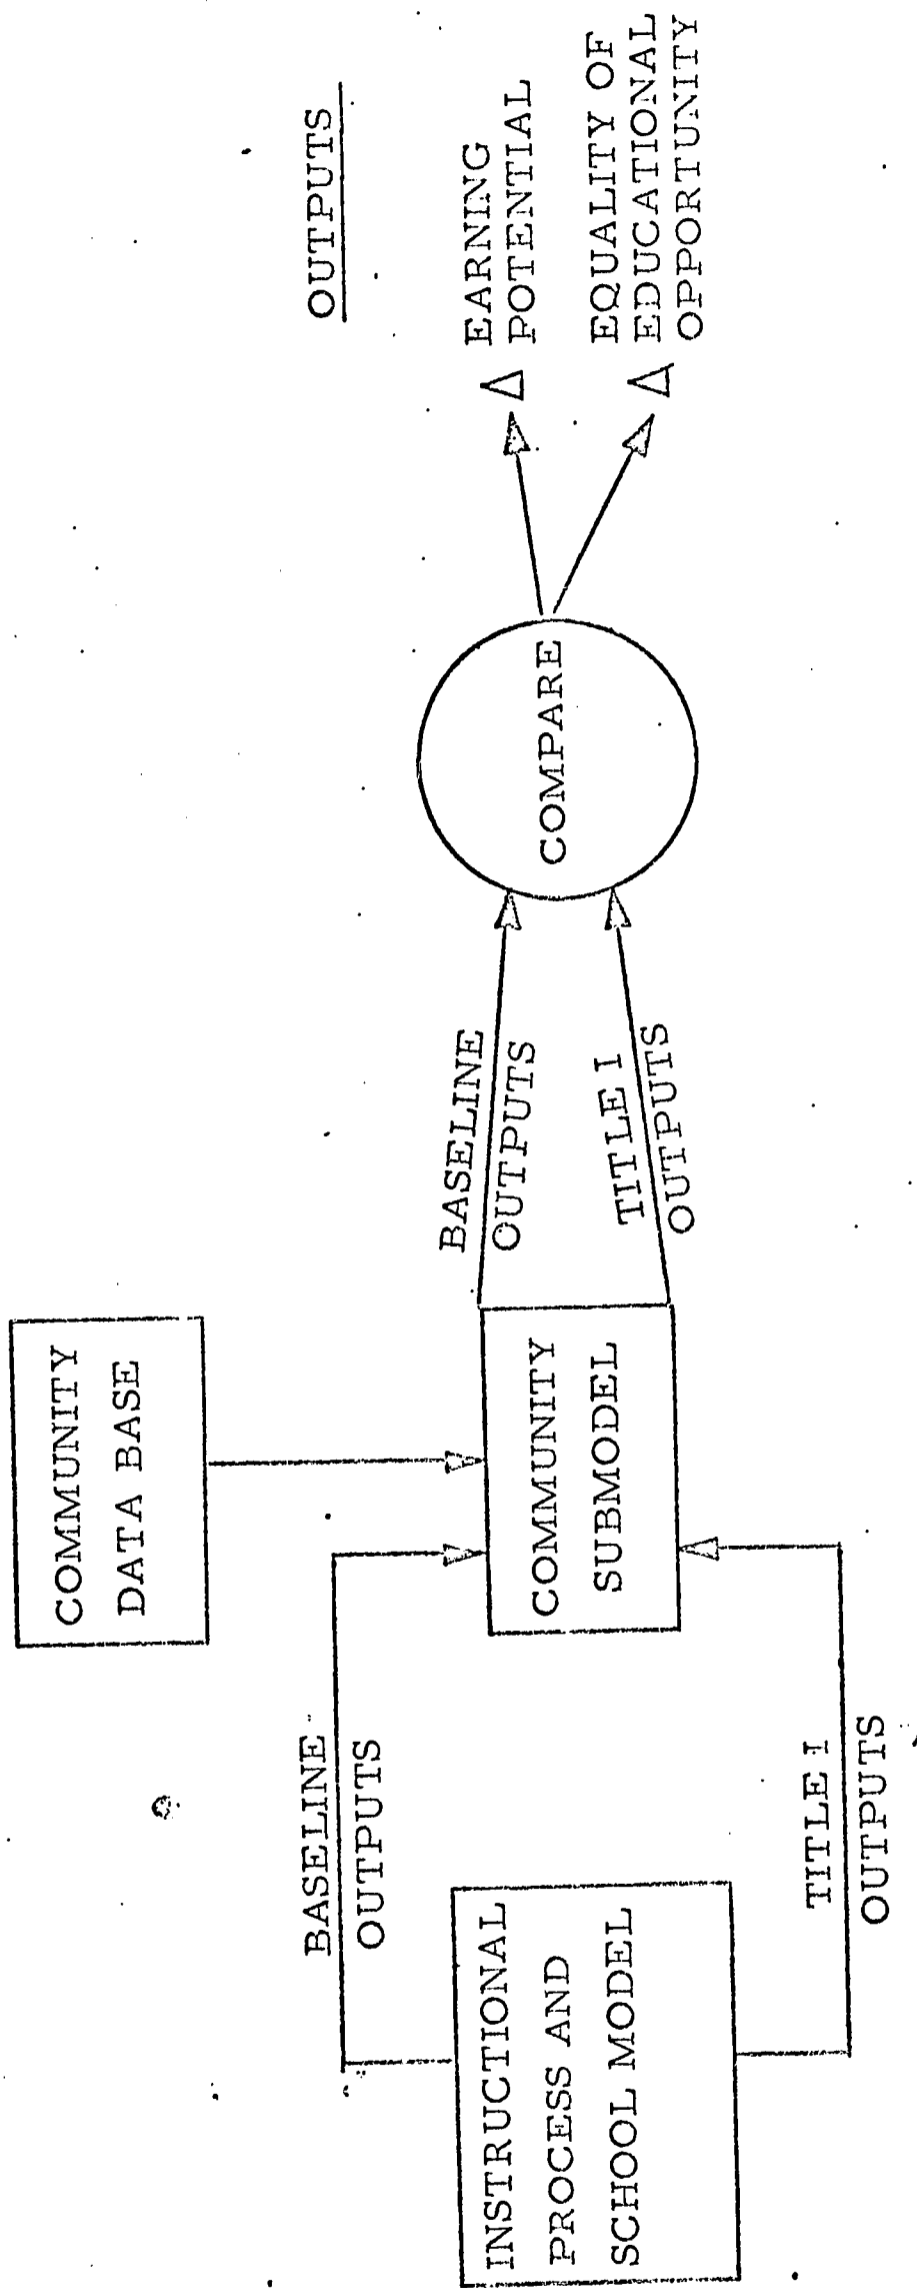 INSTRUCTIONAL
PROCESS AND
SCHOOL MODEL
BASELINE
OUTPUTS
TITLE I
OUTPUTS
COMMUNITY
DATA BASE
COMMUNITY
SUBMODEL
BASELINE
OUTPUTS
TITLE I
OUTPUTS
COMPARE
OUTPUTS
Δ EARNING
POTENTIAL
Δ EQUALITY OF
EDUCATIONAL
OPPORTUNITY